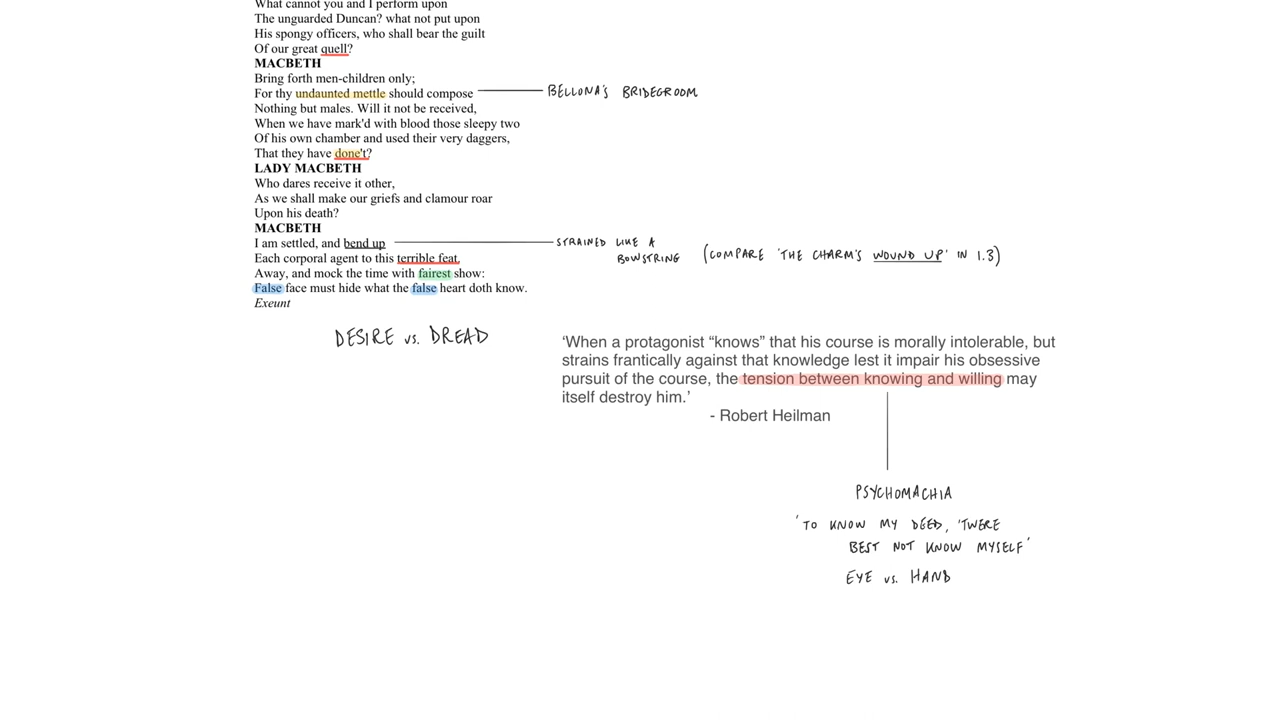 What cannot you and I perform upon
The unguarded Duncan? what not put upon
His spongy officers, who shall bear the guilt
Of our great quell?
MACBETH
Bring forth men-children only;
For thy undaunted mettle should compose
BELLONA'S BRIDEGROOM
Nothing but males. Will it not be received,
When we have mark'd with blood those sleepy two
Of his own chamber and used their very daggers,
That they have done't?
LADY MACBETH
Who dares receive it other,
As we shall make our griefs and clamour roar
Upon his death?
MACBETH
I am settled, and bend up
STRAINED LIKE A
BOWSTRING
(COMPARE 'THE CHARM'S WOUND UP' IN 1.3)
Each corporal agent to this terrible feat.
Away, and mock the time with fairest show:
False face must hide what the false heart doth know.
Exeunt
DESIRE vs. DREAD
‘When a protagonist “knows” that his course is morally intolerable, but
strains frantically against that knowledge lest it impair his obsessive
pursuit of the course, the tension between knowing and willing may
itself destroy him.’
- Robert Heilman
PSYCHOMACHIA
'TO KNOW MY DEED, 'TWERE
BEST NOT KNOW MYSELF'
EYE vs. HAND